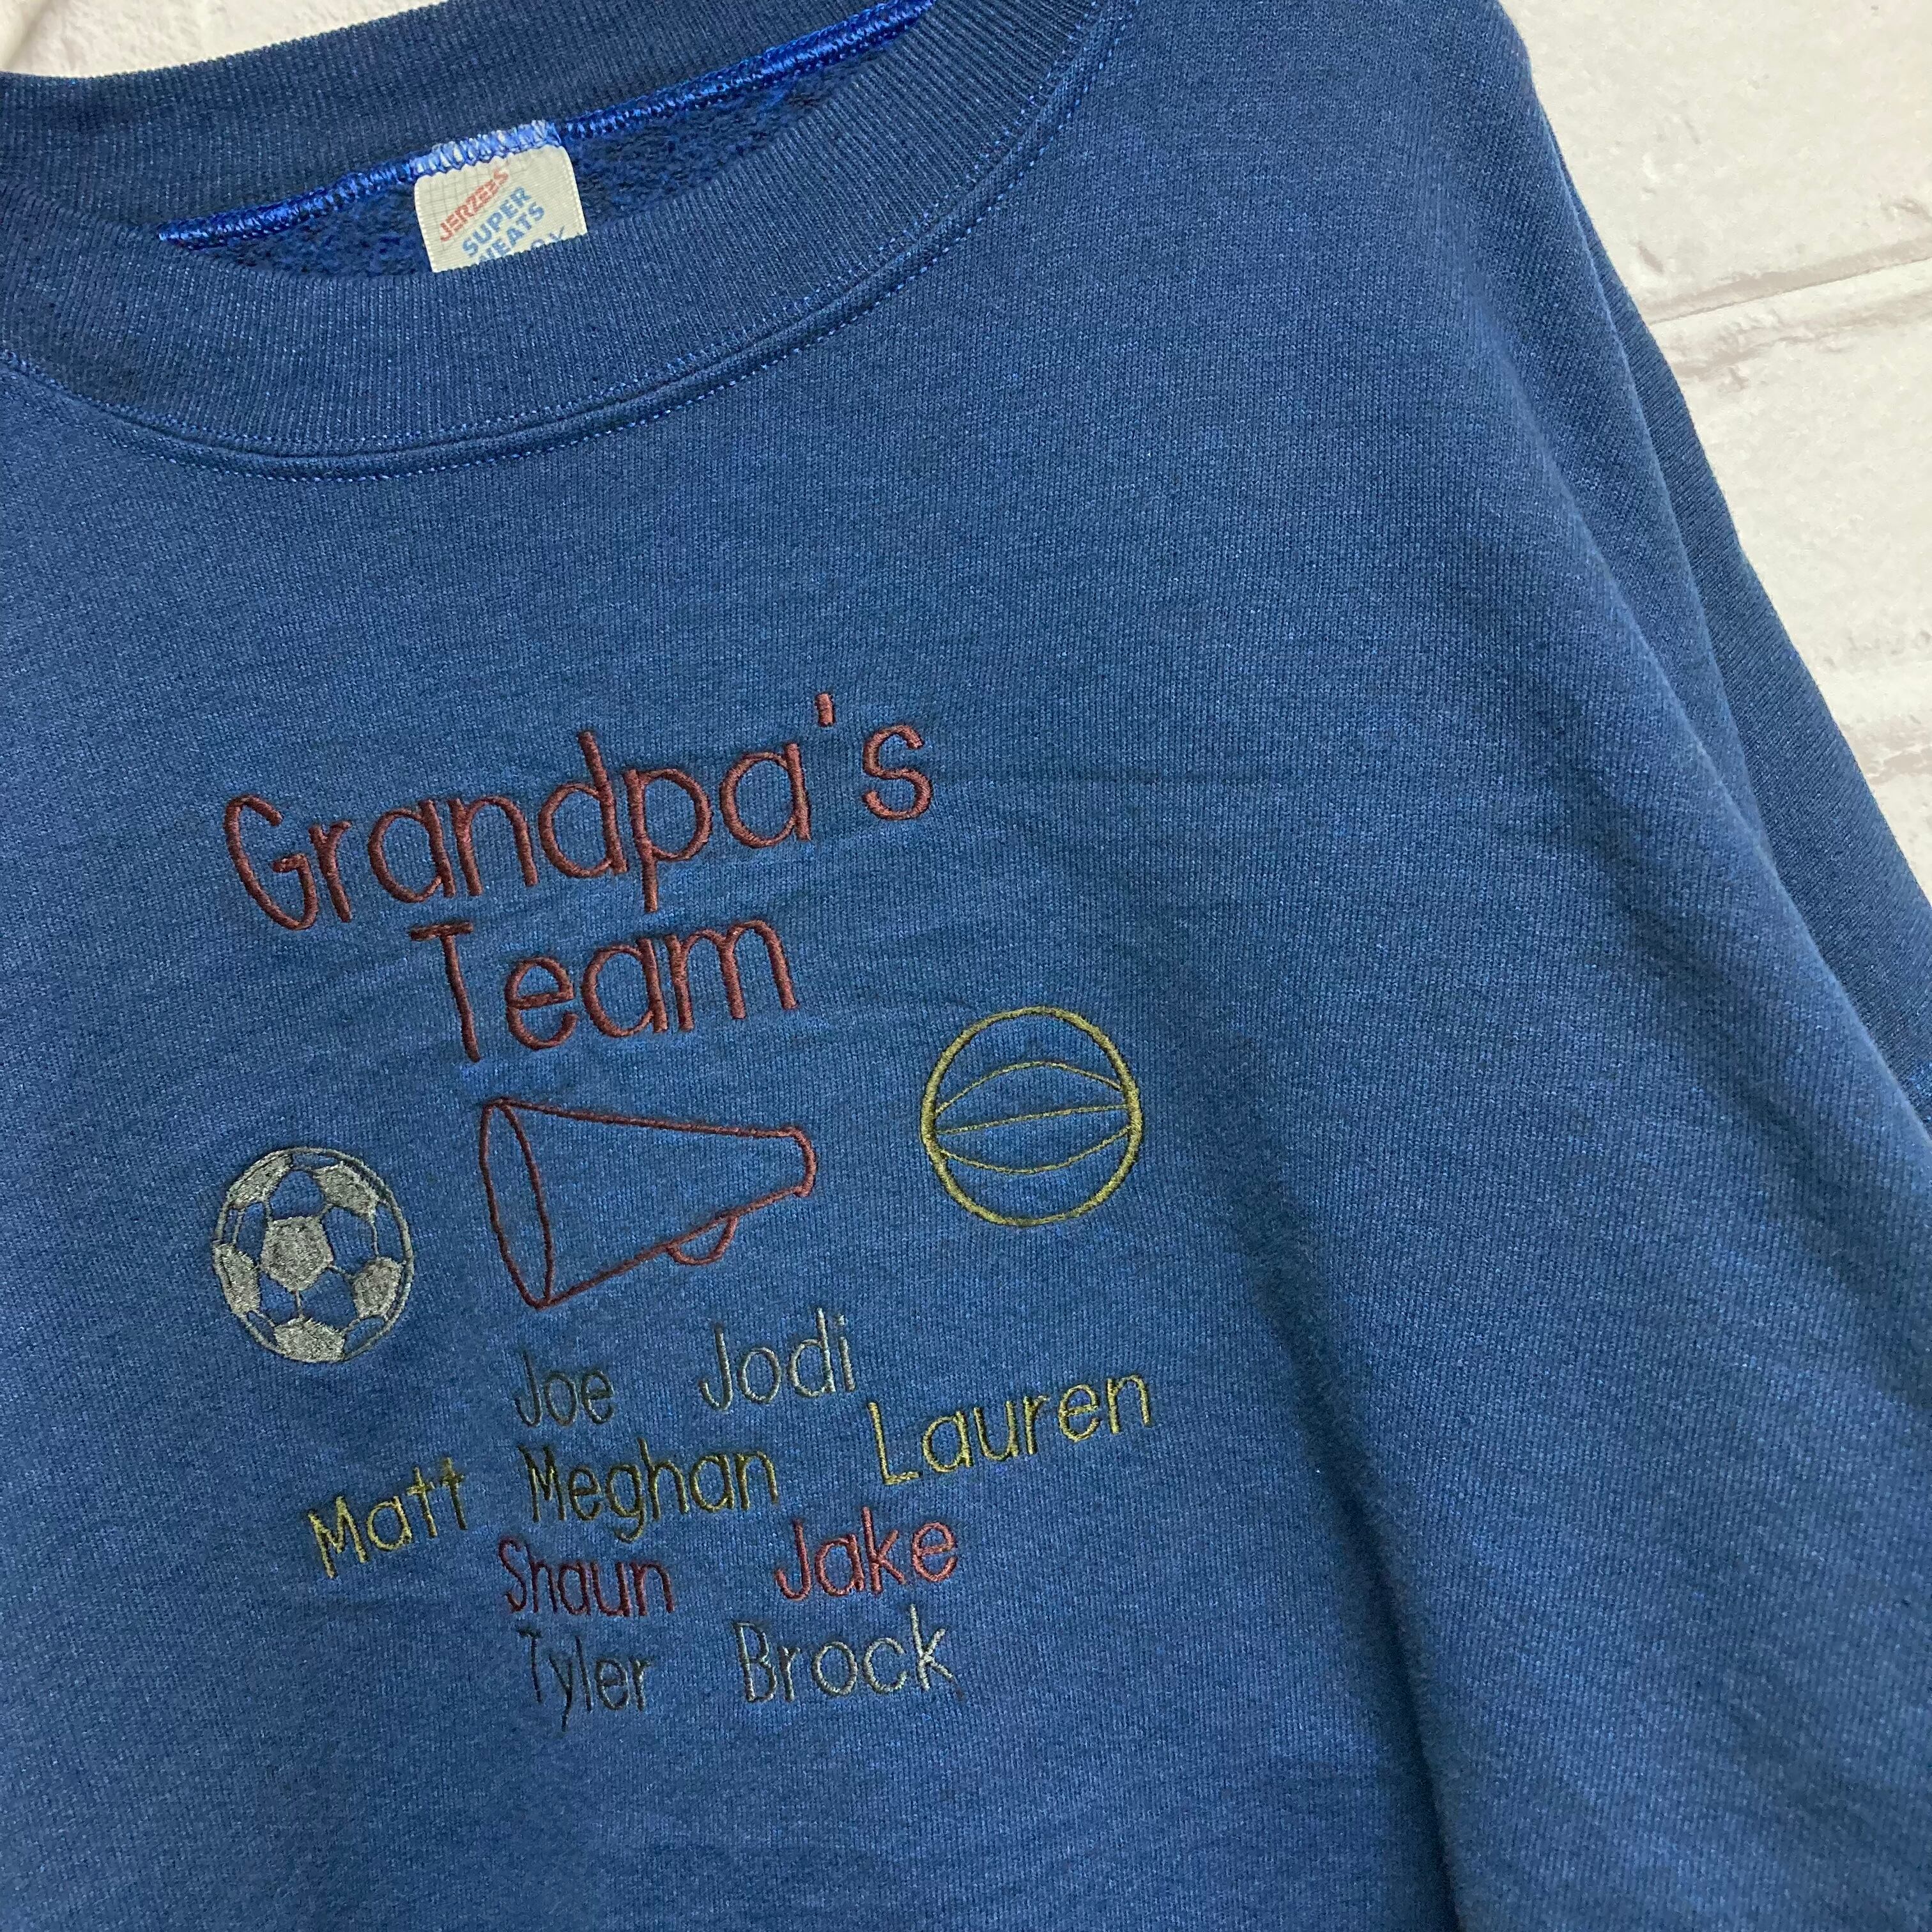 JERZEES
SUPER
Grandpa's
Team
Joe Jodi
Matt Meghan Lauren
Shaun Jake
Tyler Brock